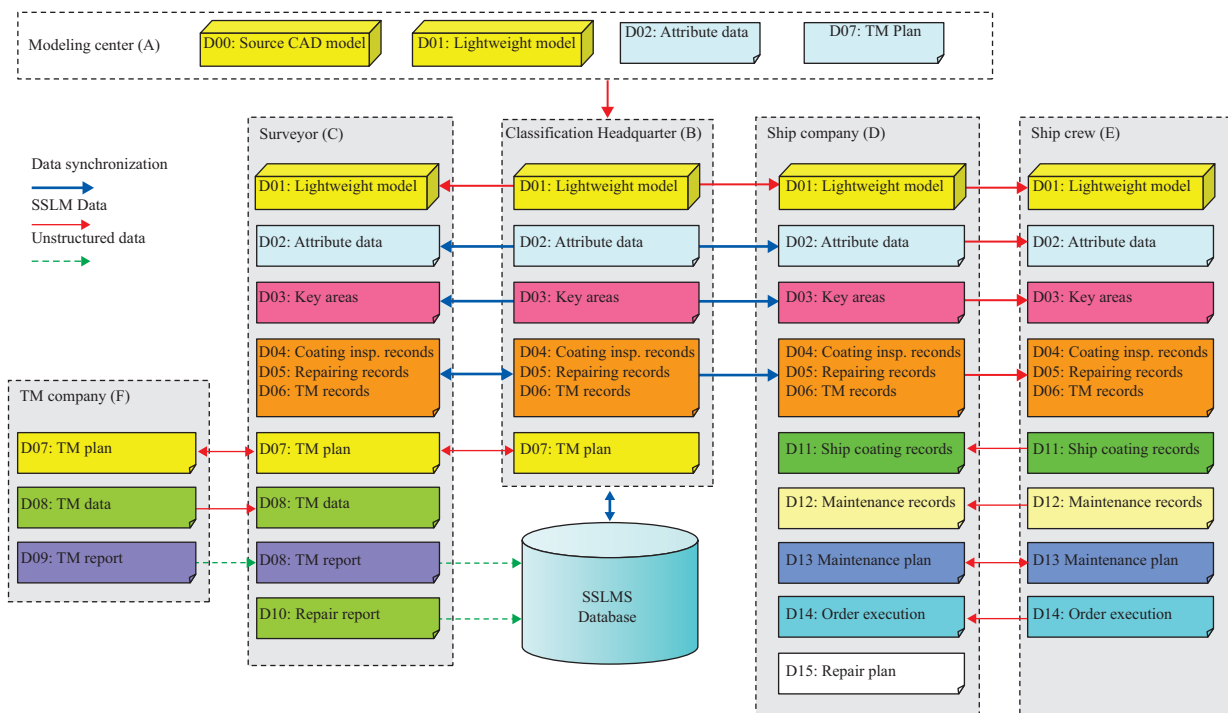 Modeling center (A)
D00: Source CAD model
D01: Lightweight model
D02: Attribute data
D07: TM Plan
Data synchronization
SSLM Data
Unstructured data
TM company (F)
D07: TM plan
D08: TM data
D09: TM report
Surveyor (C)
D01: Lightweight model
D02: Attribute data
D03: Key areas
D04: Coating insp. reconds
D05: Repairing records
D06: TM records
D07: TM plan
D08: TM data
D08: TM report
D10: Repair report
Classification Headquarter (B)
D01: Lightweight model
D02: Attribute data
D03: Key areas
D04: Coating insp. reconds
D05: Repairing records
D06: TM records
D07: TM plan
SSLMS
Database
Ship company (D)
D01: Lightweight model
D02: Attribute data
D03: Key areas
D04: Coating insp. reconds
D05: Repairing records
D06: TM records
D11: Ship coating records
D12: Maintenance records
D13 Maintenance plan
D14: Order execution
D15: Repair plan
Ship crew (E)
D01: Lightweight model
D02: Attribute data
D03: Key areas
D04: Coating insp. reconds
D05: Repairing records
D06: TM records
D11: Ship coating records
D12: Maintenance records
D13 Maintenance plan
D14: Order execution